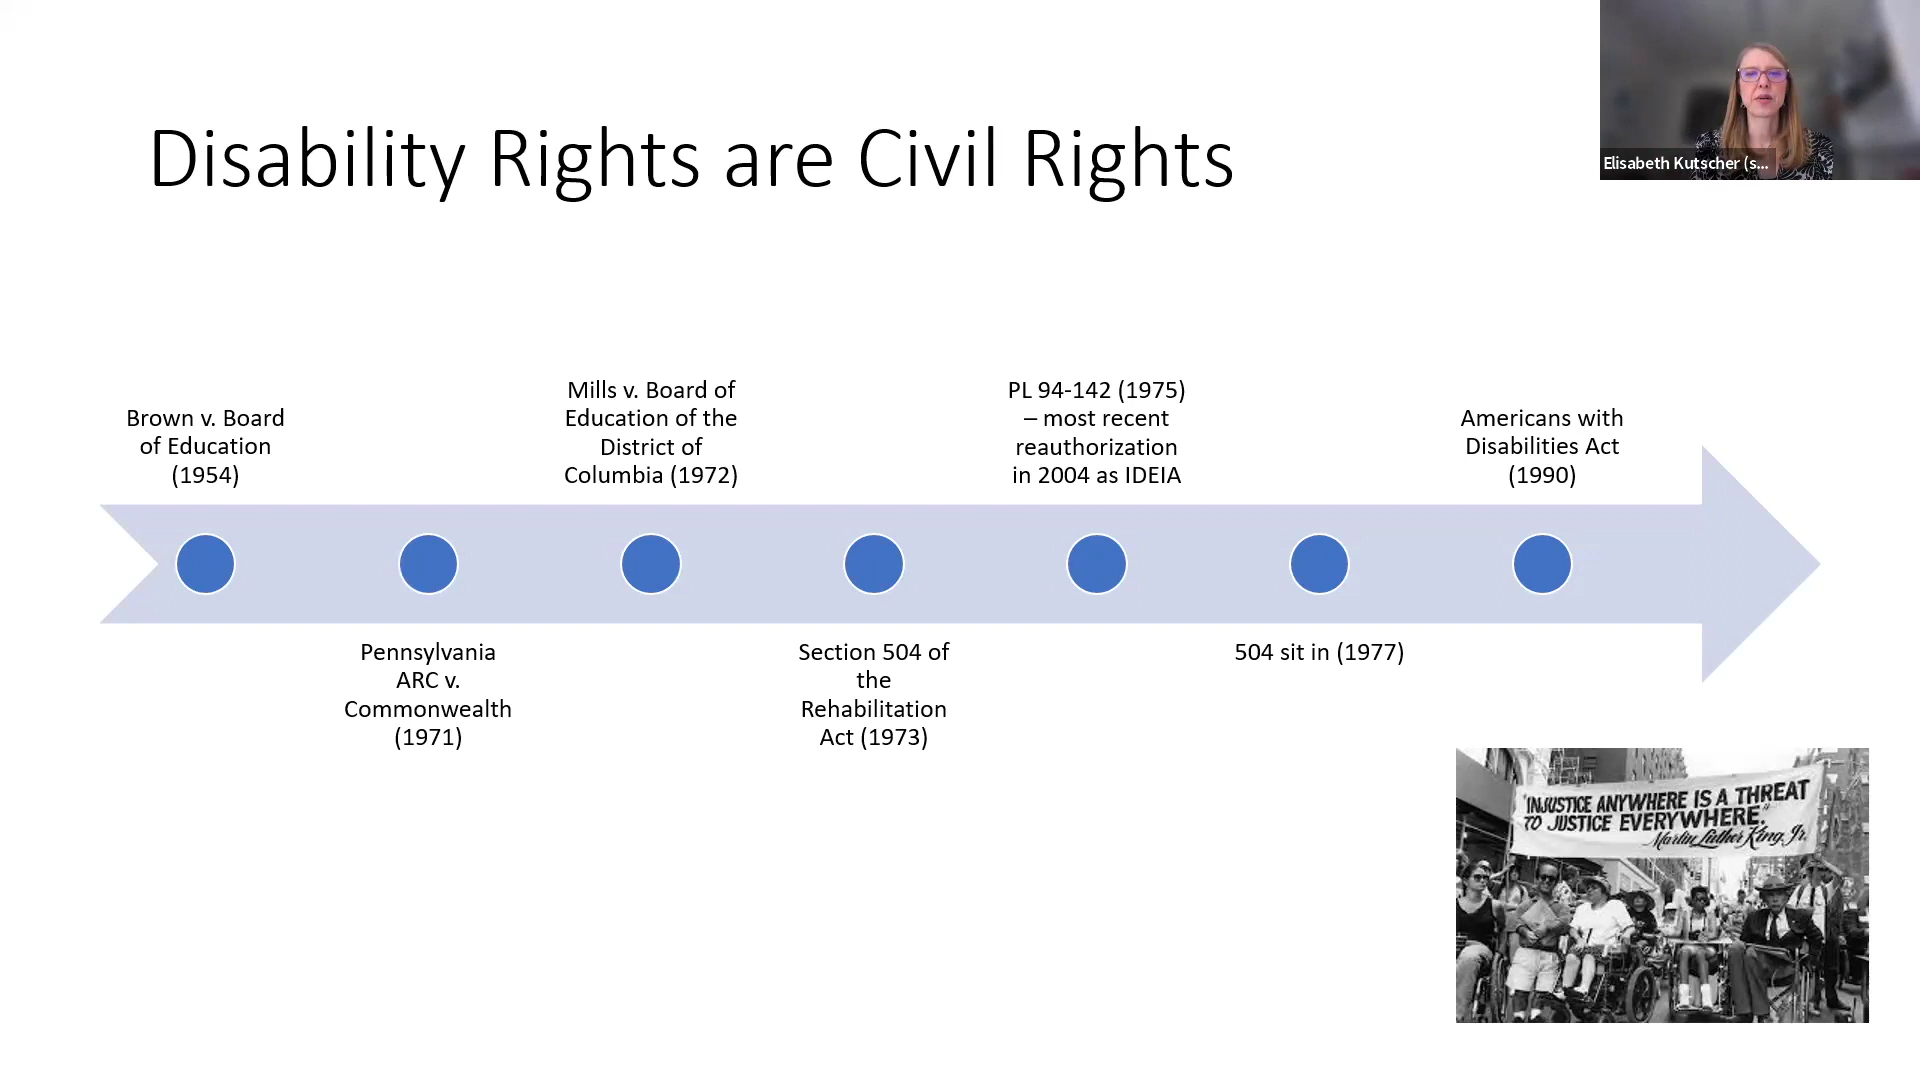 Disability Rights are Civil Rights
Elisabeth Kutscher (s...
Brown v. Board
of Education
(1954)
Pennsylvania
ARC v.
Commonwealth
(1971)
Mills v. Board of
Education of the
District of
Columbia (1972)
Section 504 of
the
Rehabilitation
Act (1973)
PL 94-142 (1975)
– most recent
reauthorization
in 2004 as IDEIA
504 sit in (1977)
Americans with
Disabilities Act
(1990)
"INJUSTICE ANYWHERE IS A THREAT
TO JUSTICE EVERYWHERE."
Martin Luther King, Jr.